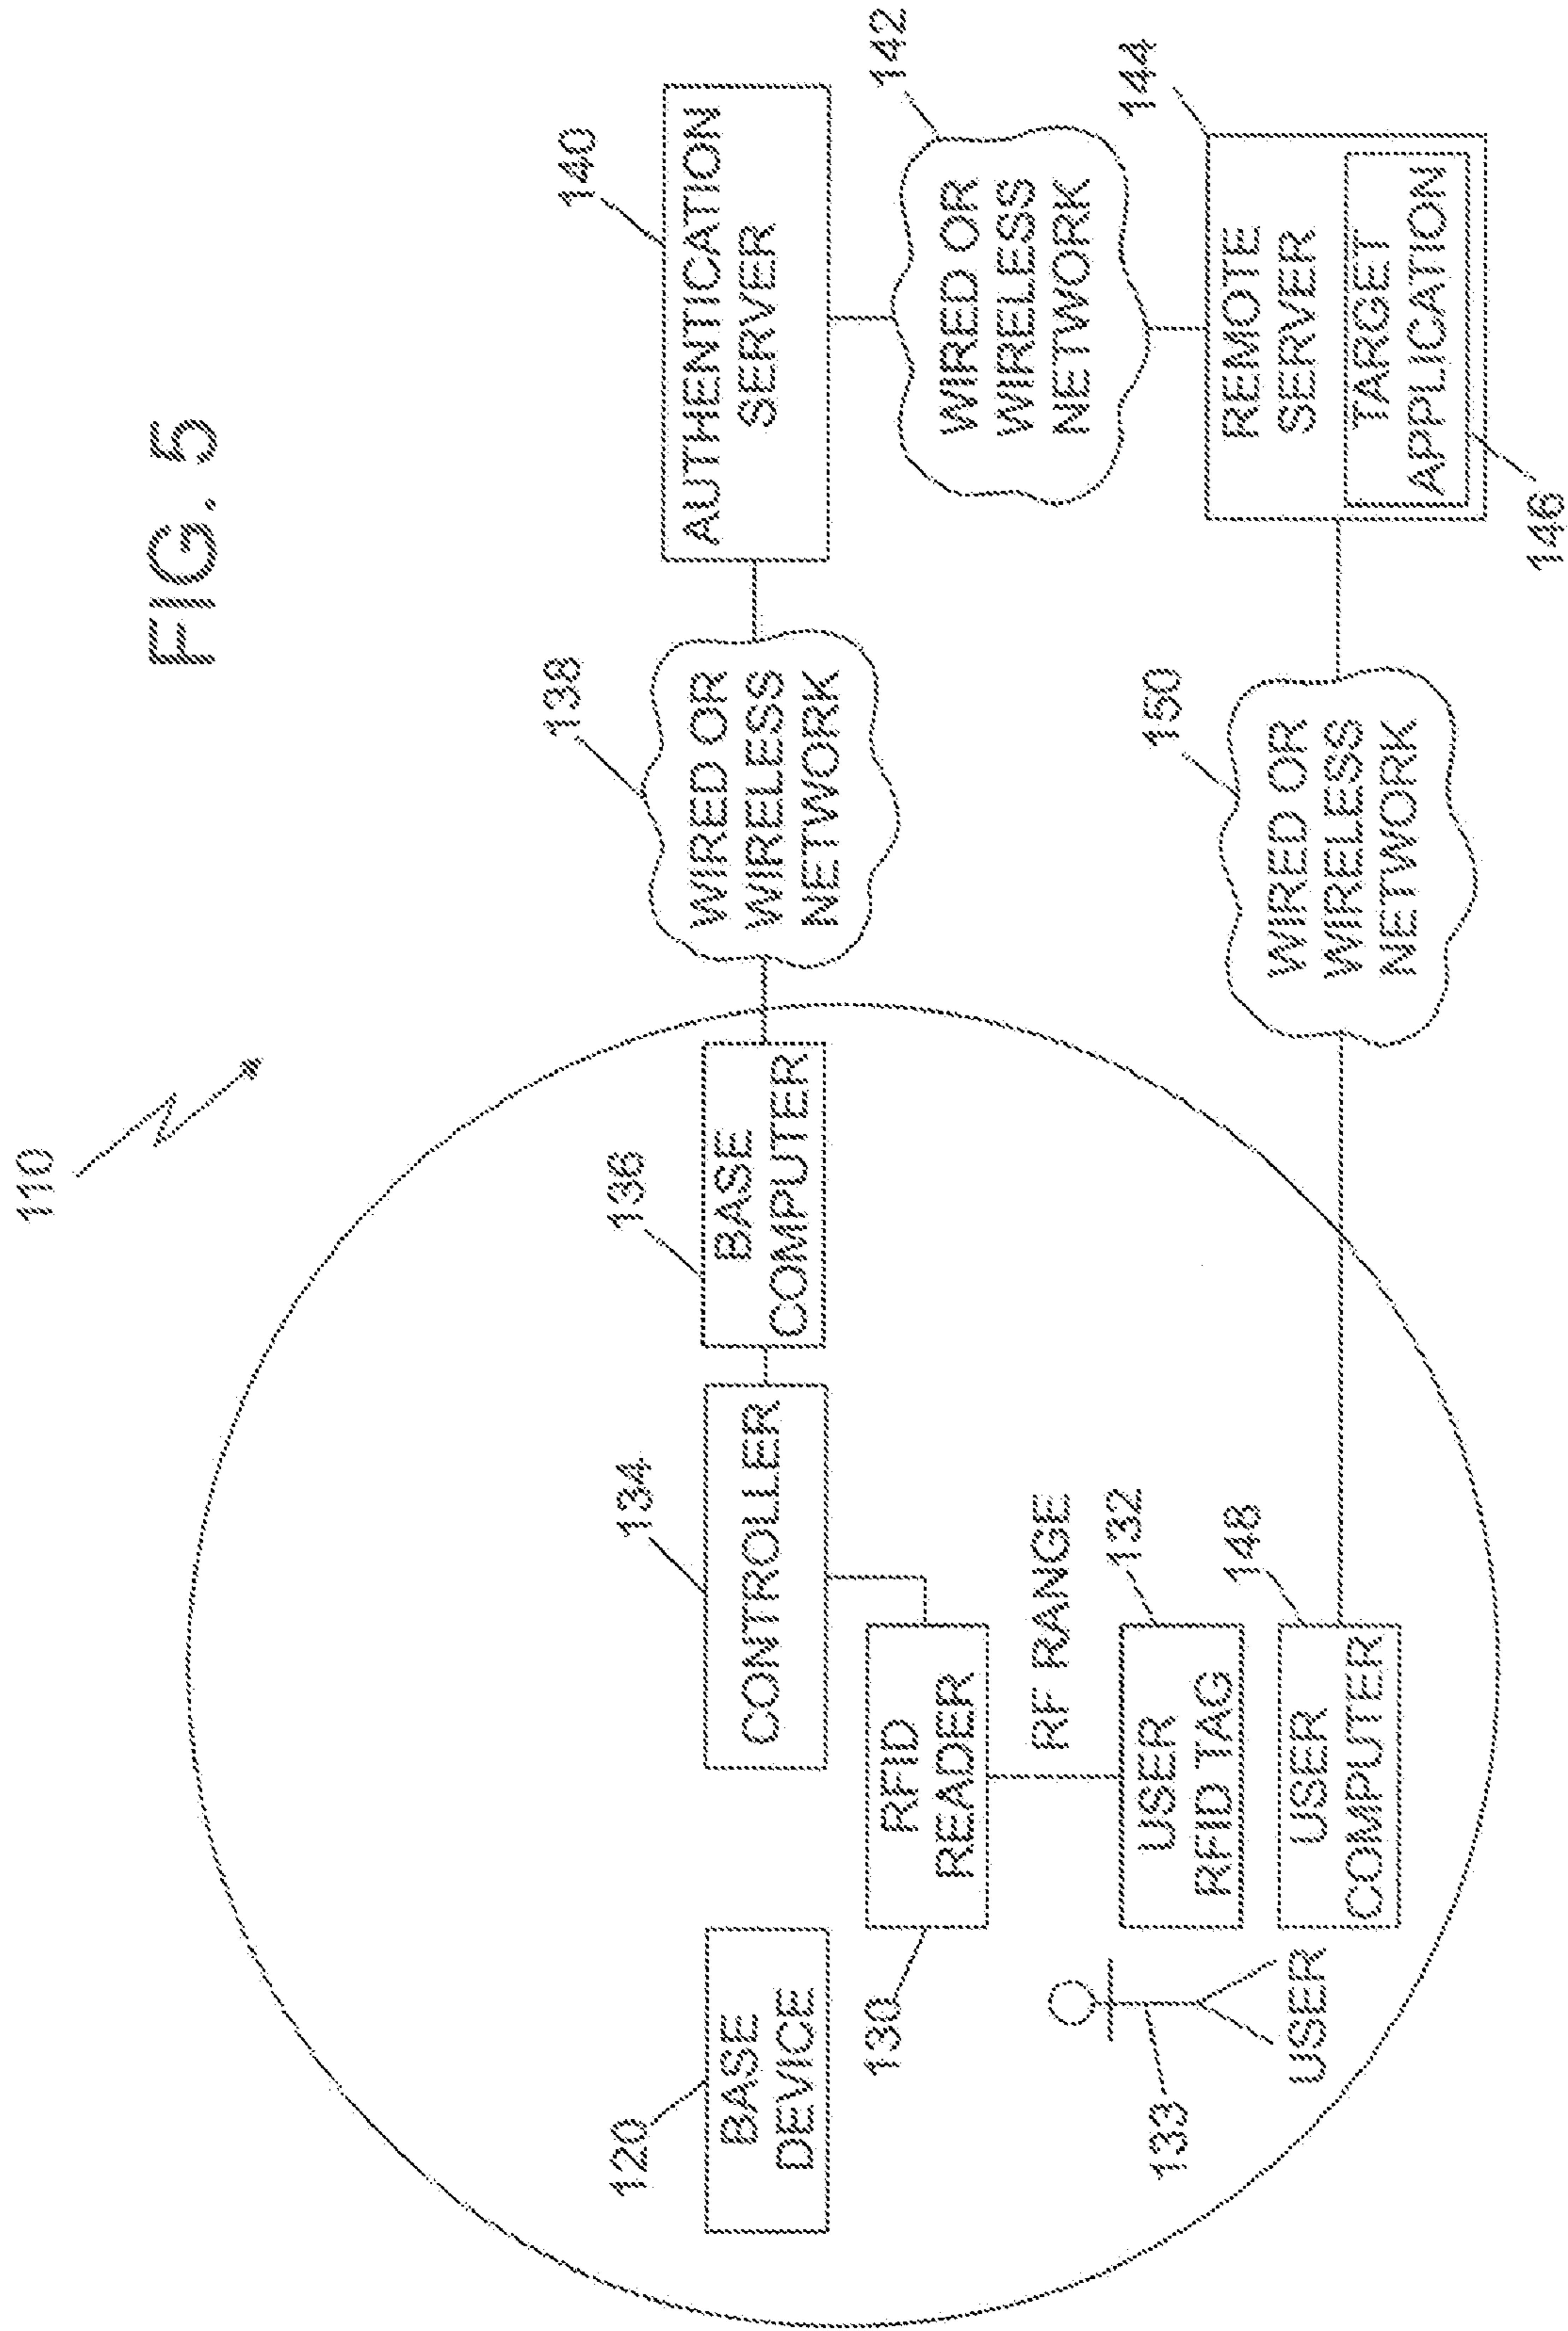 FIG. 5
110
120
BASE
DEVICE
134
CONTROLLER
136
BASE
COMPUTER
138
WIRED OR
WIRELESS
NETWORK
140
AUTHENTICATION
SERVER
130
RFID
READER
RF RANGE
142
WIRED OR
WIRELESS
NETWORK
133
USER
132
USER
RFID TAG
148
USER
COMPUTER
150
WIRED OR
WIRELESS
NETWORK
144
REMOTE
SERVER
TARGET
APPLICATION
146